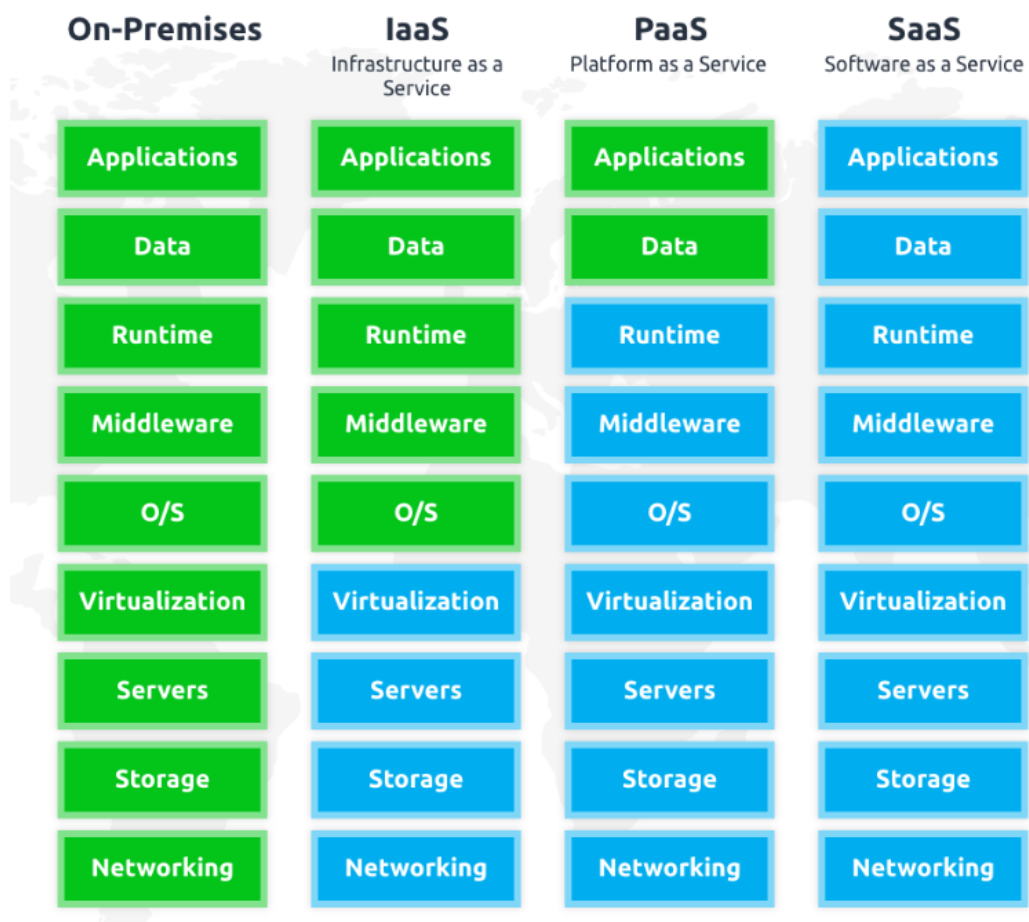 On-Premises IaaS PaaS SaaS
Infrastructure as a Platform as a Service Software as a Service
Service
Applications Applications Applications Applications
Data Data Data Data
Runtime Runtime Runtime Runtime
Middleware Middleware Middleware Middleware
O/S O/S O/S O/S
Virtualization Virtualization Virtualization Virtualization
Servers Servers Servers Servers
Storage Storage Storage Storage
Networking Networking Networking Networking